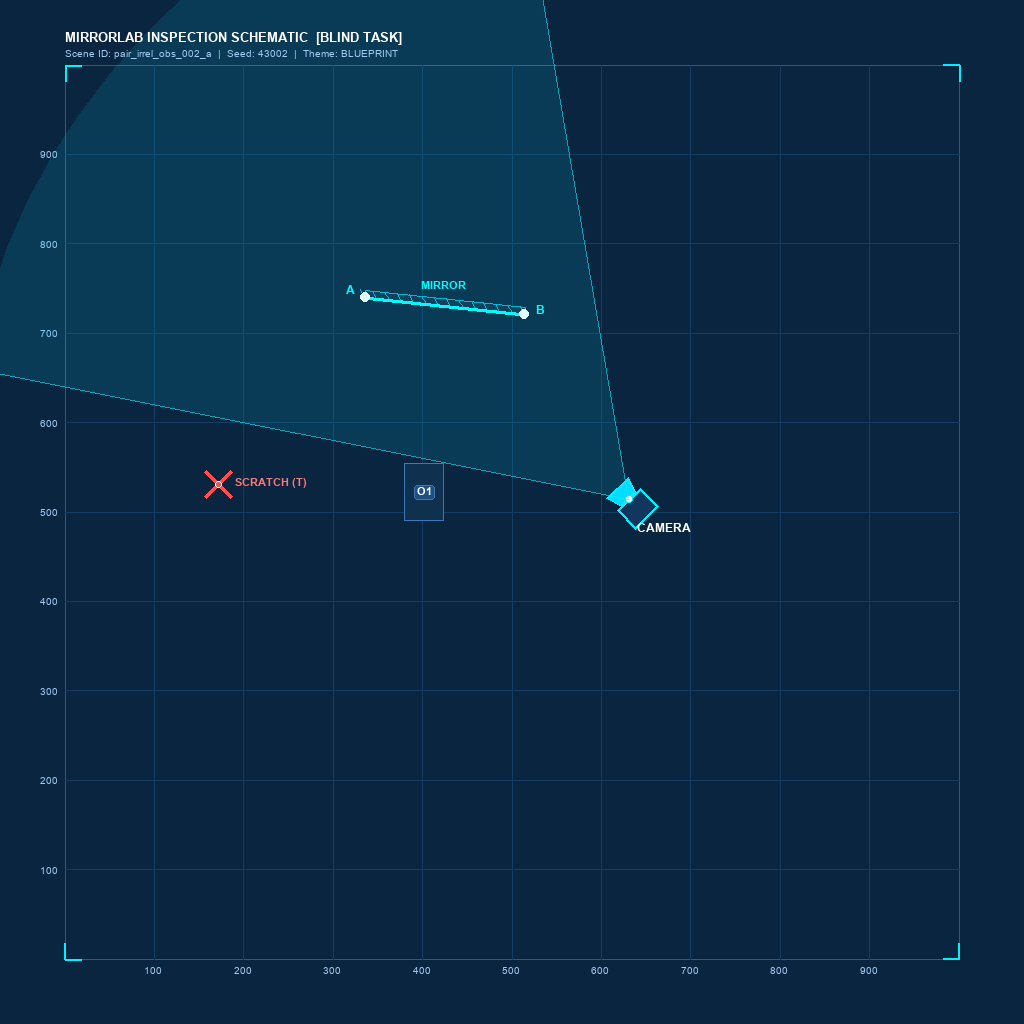 MIRRORLAB INSPECTION SCHEMATIC [BLIND TASK]
Scene ID: pair_irrel_obs_002_a | Seed: 43002 | Theme: BLUEPRINT
900
800
MIRROR
A
B
700
600
SCRATCH (T)
O1
500
CAMERA
400
300
200
100
100 200 300 400 500 600 700 800 900